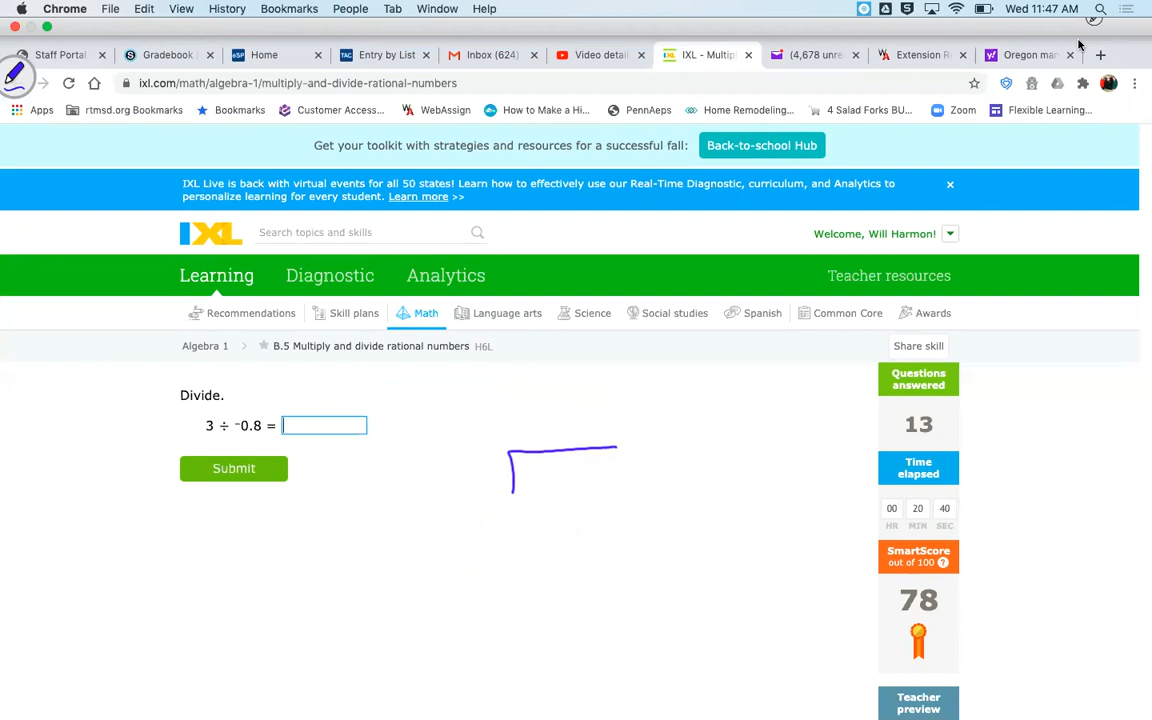 Chrome File Edit View History Bookmarks People Tab Window Help Wed 11:47 AM
Staff Portal Gradebook | eSP Home TAC Entry by List Inbox (624) Video detail IXL - Multipl (4,678 unre Extension R Oregon man
ixl.com/math/algebra-1/multiply-and-divide-rational-numbers
Apps rtmsd.org Bookmarks Bookmarks Customer Access... WebAssign How to Make a Hi... PennAeps Home Remodeling... 4 Salad Forks BU... Zoom Flexible Learning...
Get your toolkit with strategies and resources for a successful fall: Back-to-school Hub
IXL Live is back with virtual events for all 50 states! Learn how to effectively use our Real-Time Diagnostic, curriculum, and Analytics to
personalize learning for every student. Learn more >>
IXL Search topics and skills Welcome, Will Harmon!
Learning Diagnostic Analytics Teacher resources
Recommendations Skill plans Math Language arts Science Social studies Spanish Common Core Awards
Algebra 1 B.5 Multiply and divide rational numbers H6L Share skill
Divide.
3 ÷ ⁻0.8 =
Submit
Questions
answered
13
Time
elapsed
00 20 40
HR MIN SEC
SmartScore
out of 100 ?
78
Teacher
preview